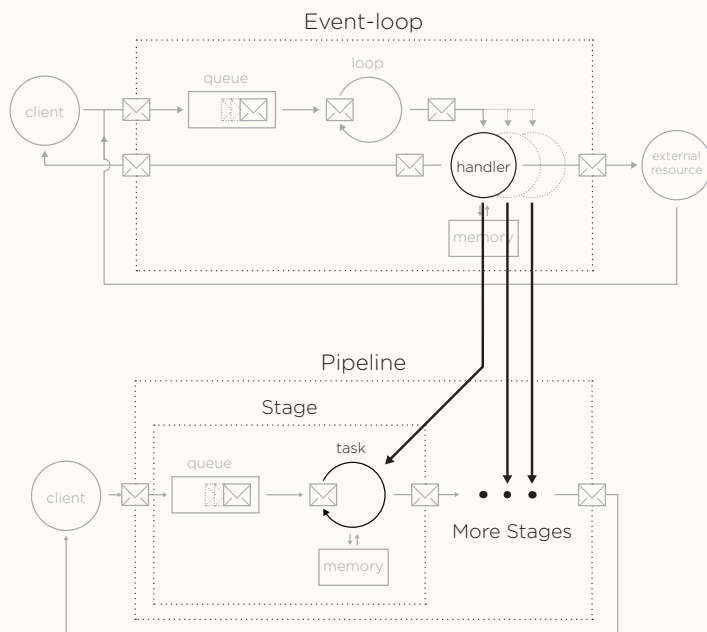 Event-loop
loop
queue
client
handler
external
resource
memory
Pipeline
Stage
task
queue
client
More Stages
memory